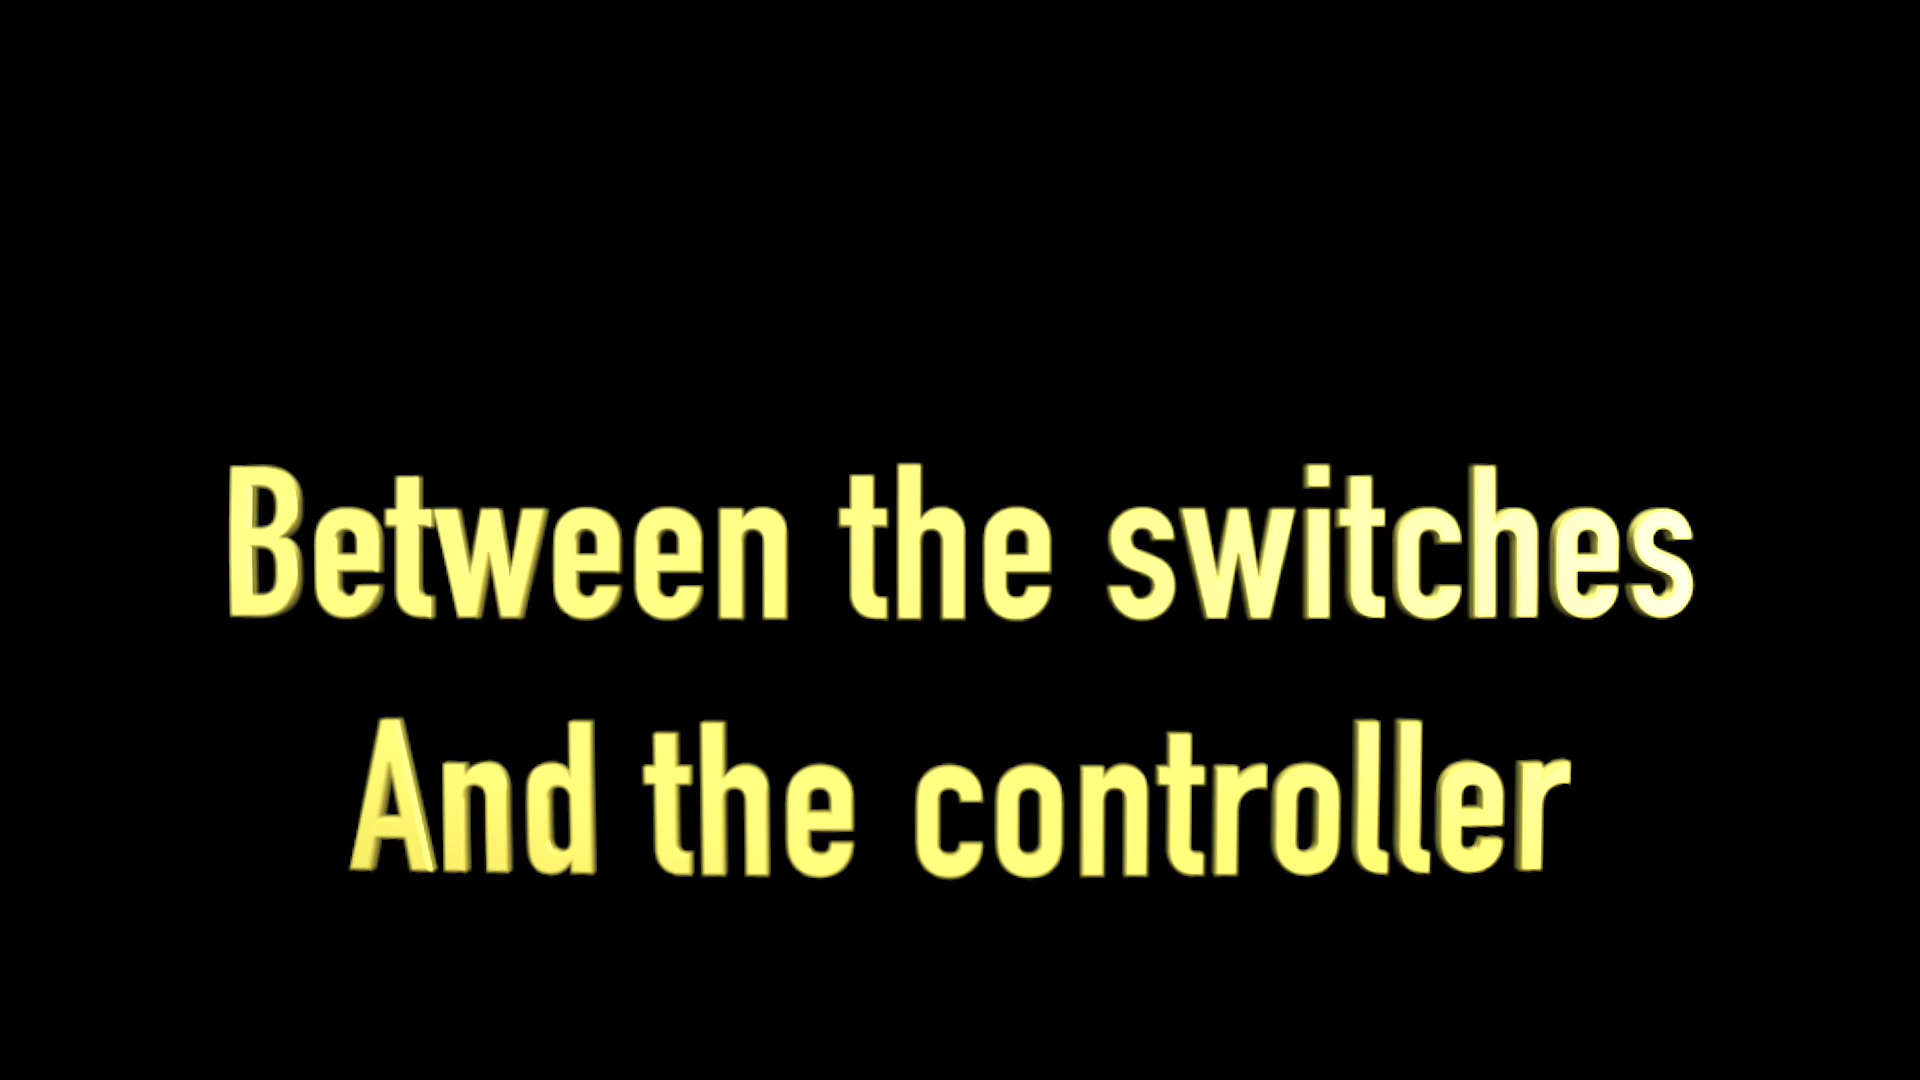 Between the switches
And the controller